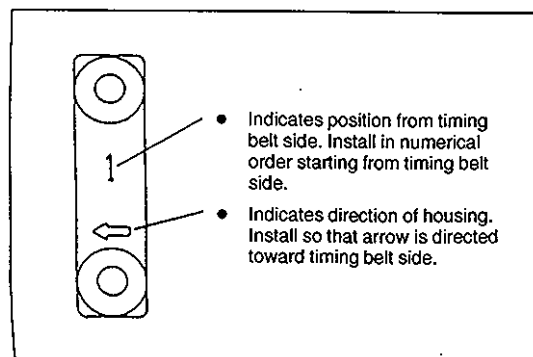 1
● Indicates position from timing
belt side. Install in numerical
order starting from timing belt
side.
● Indicates direction of housing.
Install so that arrow is directed
toward timing belt side.